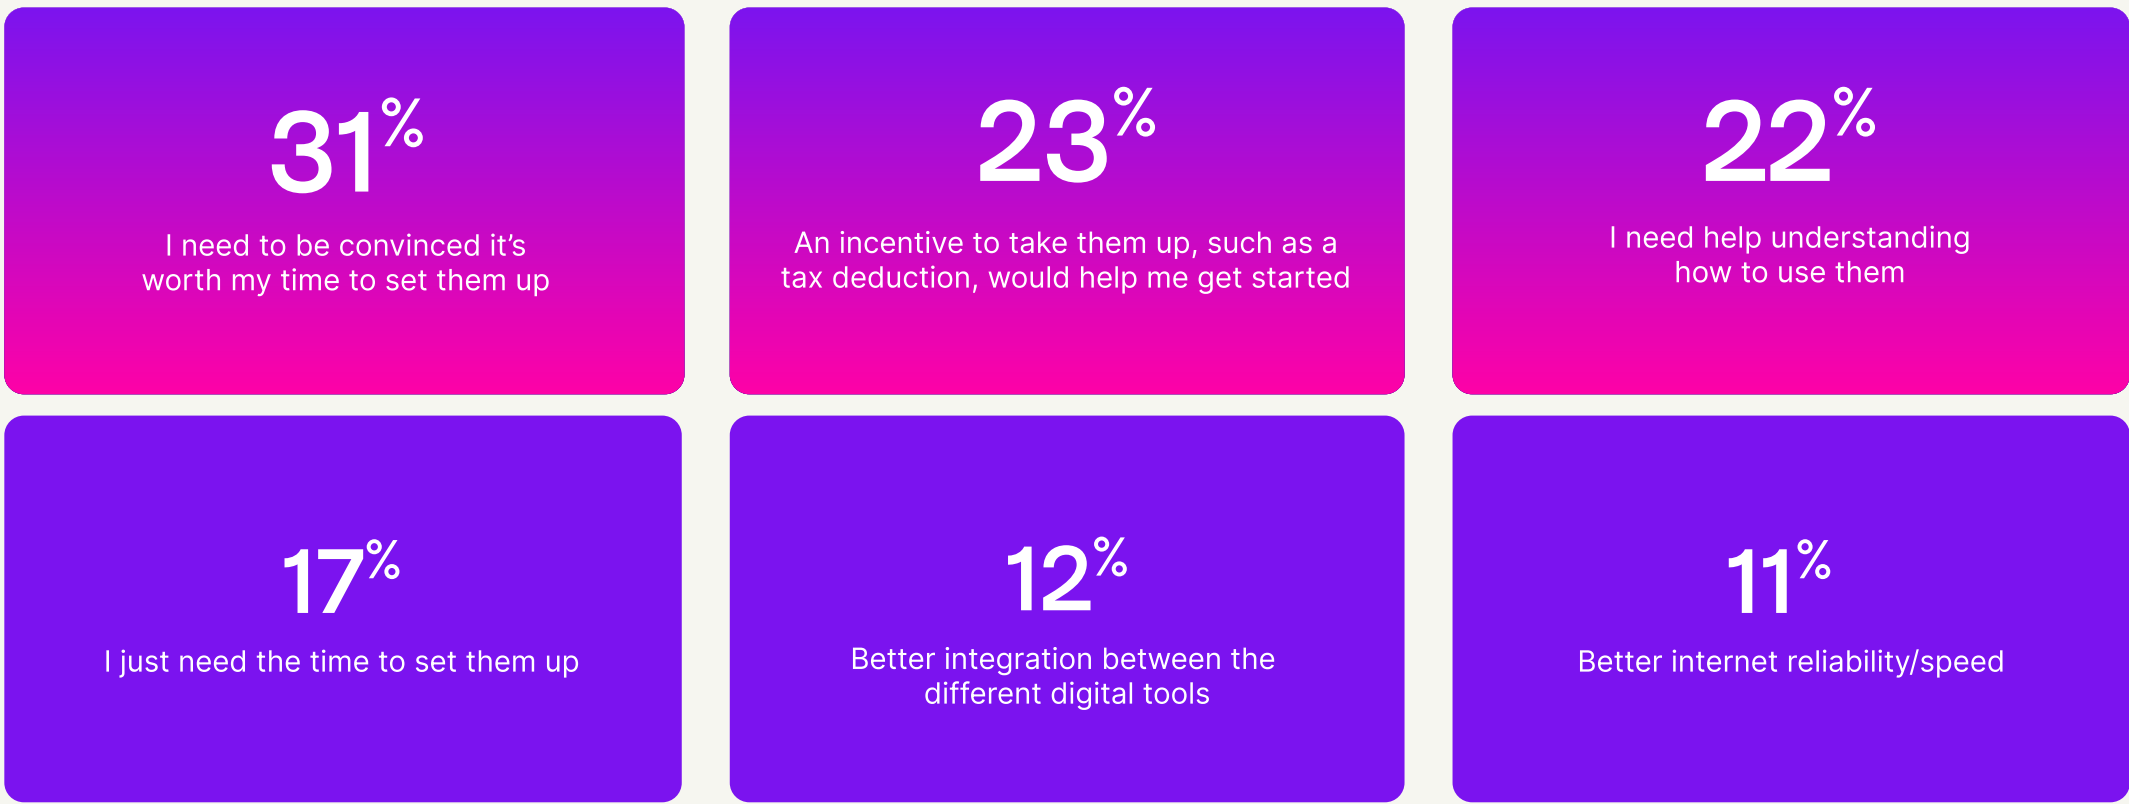 31%
I need to be convinced it’s
worth my time to set them up
23%
An incentive to take them up, such as a
tax deduction, would help me get started
22%
I need help understanding
how to use them
17%
I just need the time to set them up
12%
Better integration between the
different digital tools
11%
Better internet reliability/speed